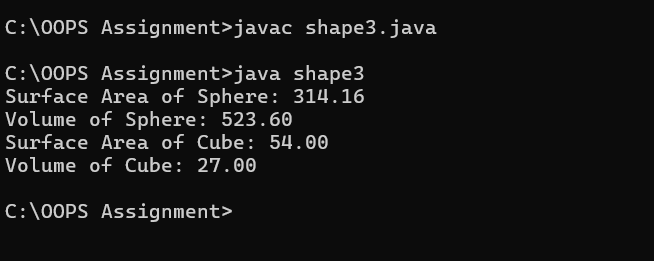 C:\OOPS Assignment>javac shape3.java
C:\OOPS Assignment>java shape3
Surface Area of Sphere: 314.16
Volume of Sphere: 523.60
Surface Area of Cube: 54.00
Volume of Cube: 27.00
C:\OOPS Assignment>